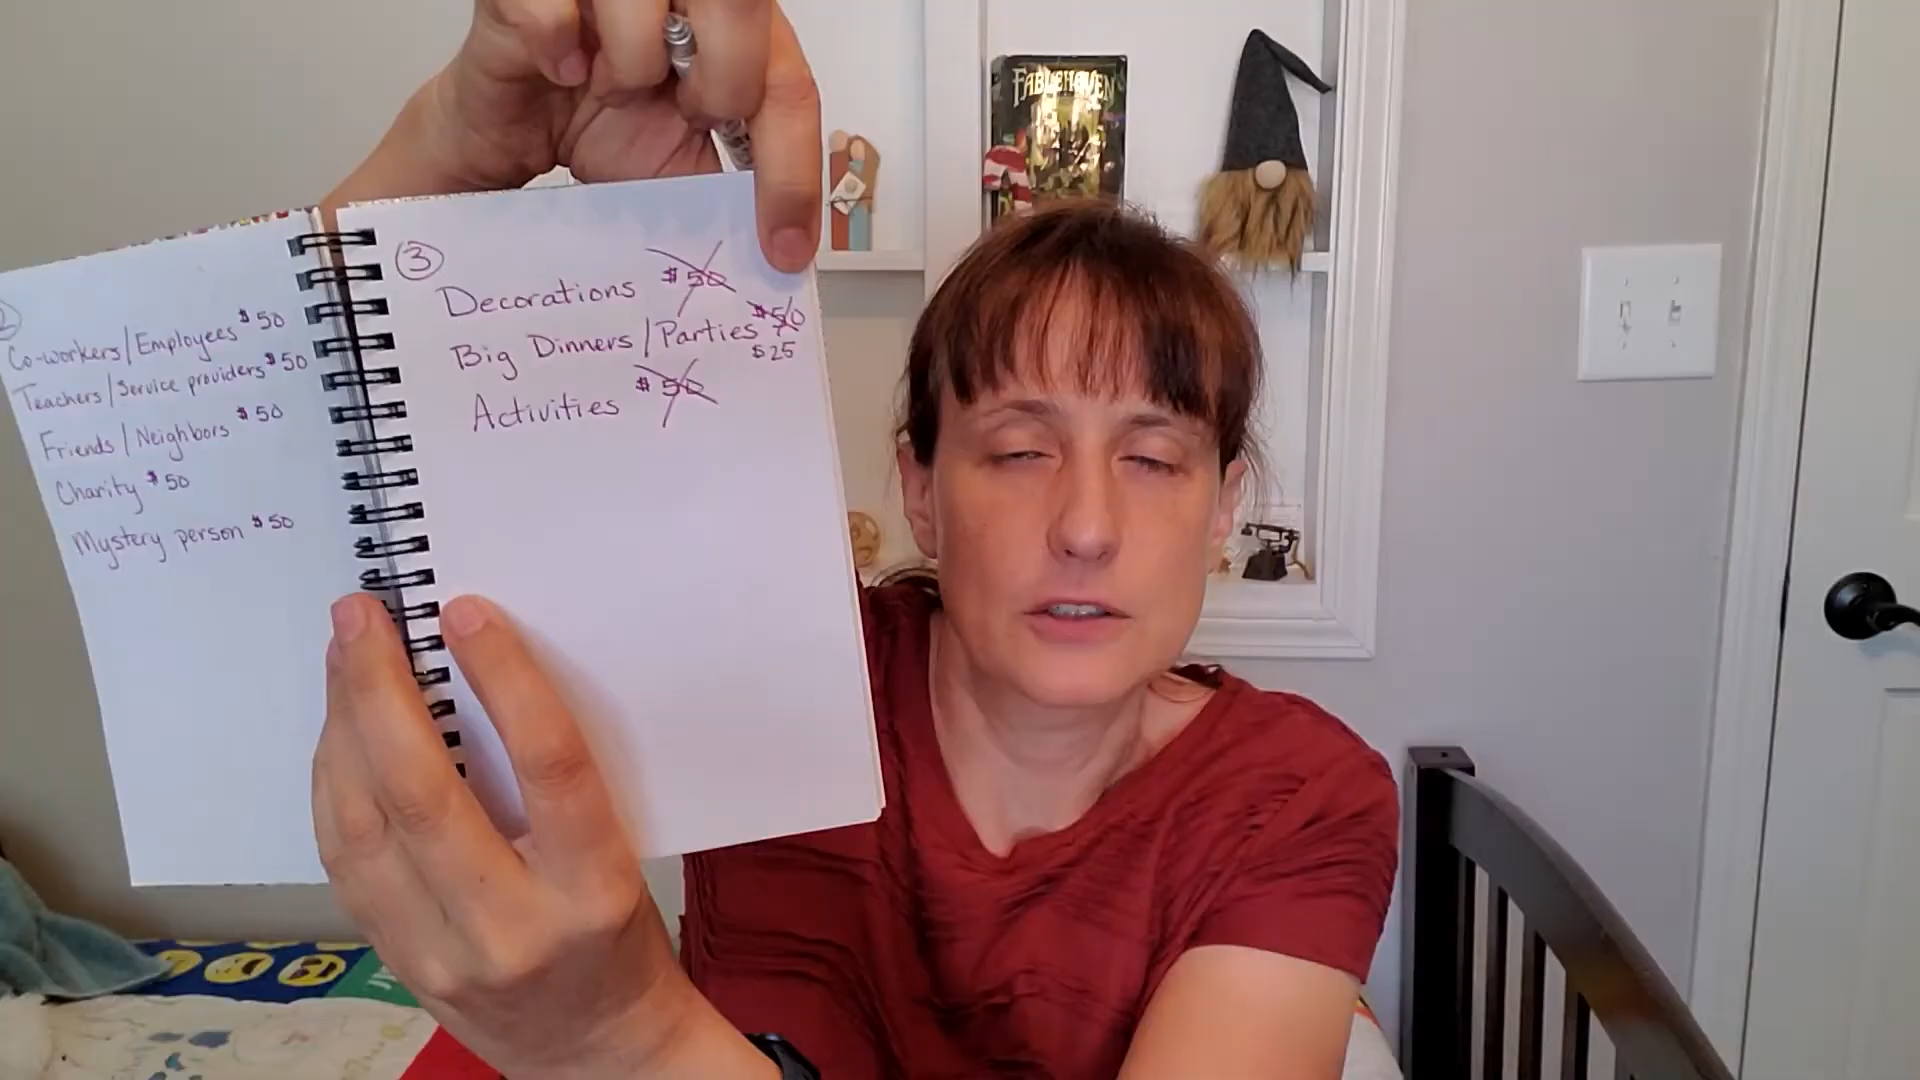 2
Co-workers/Employees $50
Teachers/Service providers $50
Friends/Neighbors $50
Charity $50
Mystery person $50
3
Decorations $50
Big Dinners/Parties $50
$25
Activities $50
FABLEHAVEN